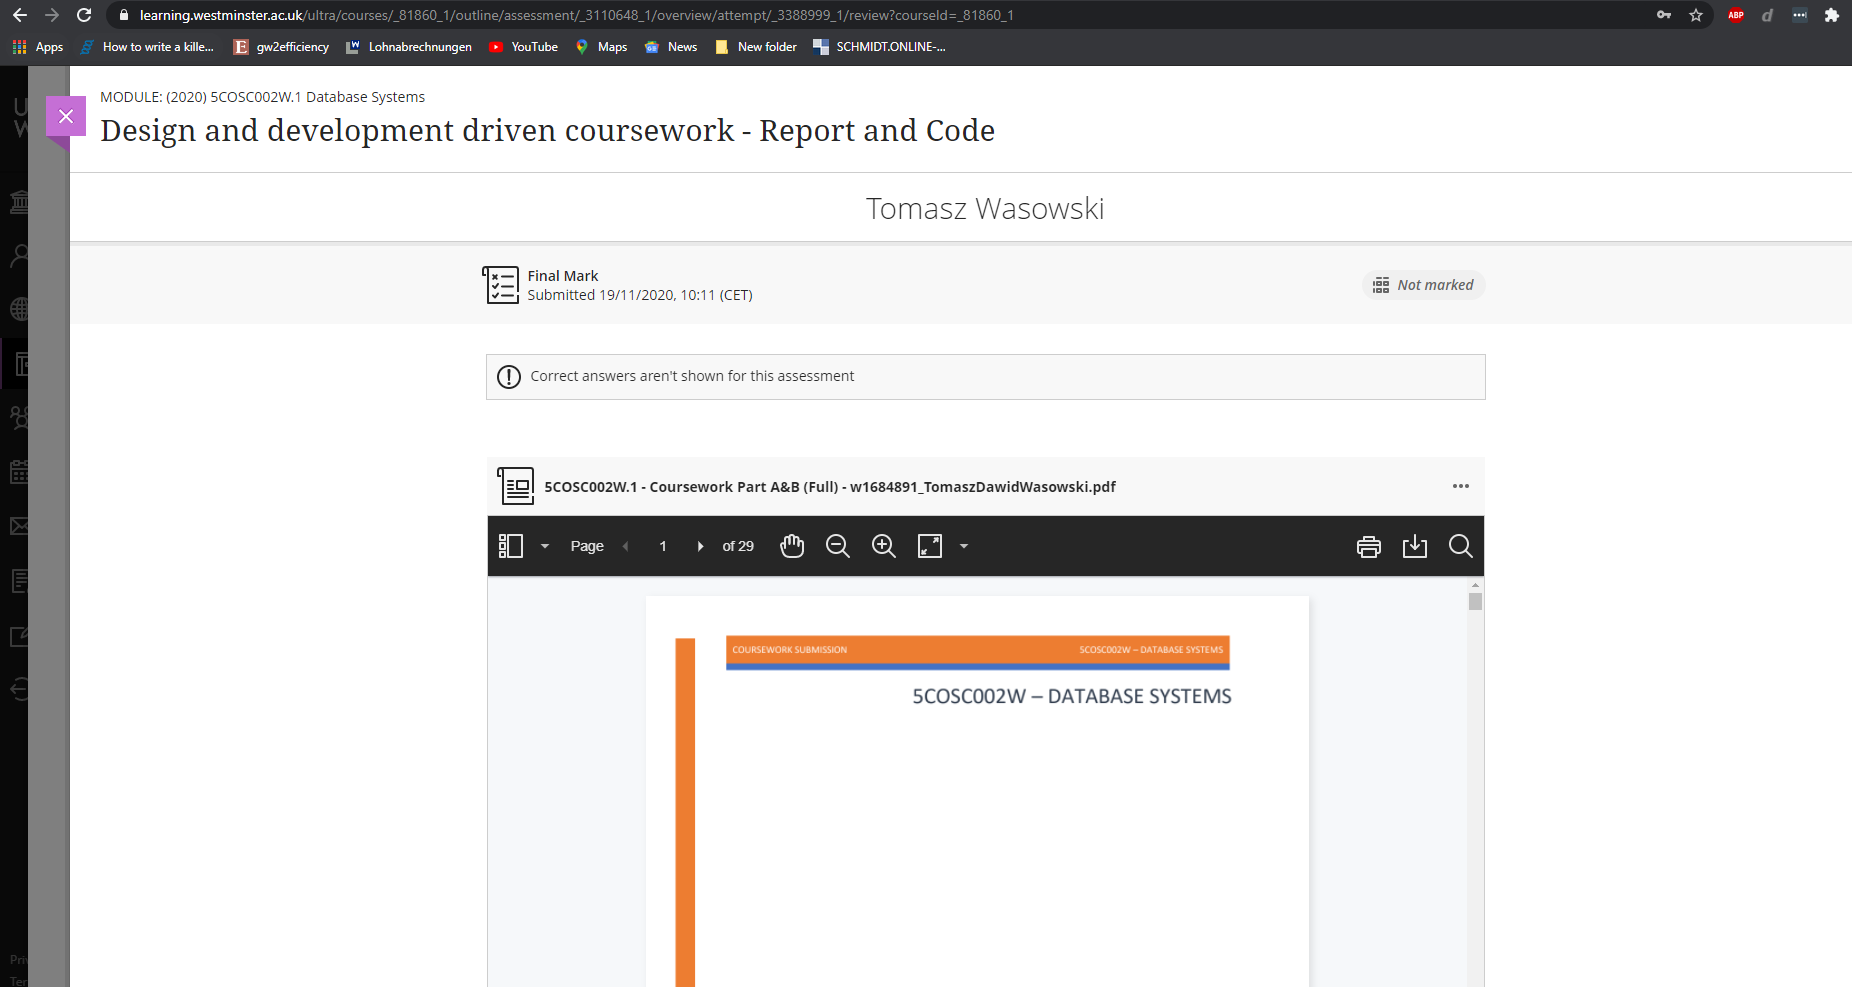 learning.westminster.ac.uk/ultra/courses/_81860_1/outline/assessment/_3110648_1/overview/attempt/_3388999_1/review?courseId=_81860_1
ABP
d
Apps
How to write a kille...
E
gw2efficiency
Lohnabrechnungen
YouTube
Maps
News
New folder
SCHMIDT.ONLINE-...
U
W
MODULE: (2020) 5COSC002W.1 Database Systems
Design and development driven coursework - Report and Code
Tomasz Wasowski
Final Mark
Submitted 19/11/2020, 10:11 (CET)
Not marked
Correct answers aren't shown for this assessment
5COSC002W.1 - Coursework Part A&B (Full) - w1684891_TomaszDawidWasowski.pdf
Page 1 of 29
COURSEWORK SUBMISSION
5COSC002W – DATABASE SYSTEMS
5COSC002W – DATABASE SYSTEMS
Priv
Ter